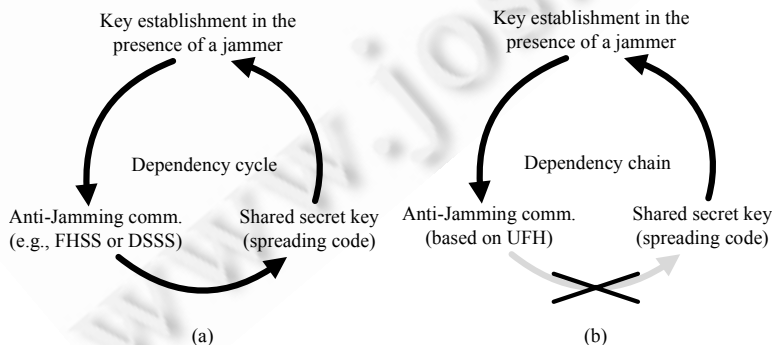 Key establishment in the
presence of a jammer
Dependency cycle
Anti-Jamming comm.
(e.g., FHSS or DSSS)
Shared secret key
(spreading code)
(a)
Key establishment in the
presence of a jammer
Dependency chain
Anti-Jamming comm.
(based on UFH)
Shared secret key
(spreading code)
(b)
www.jos